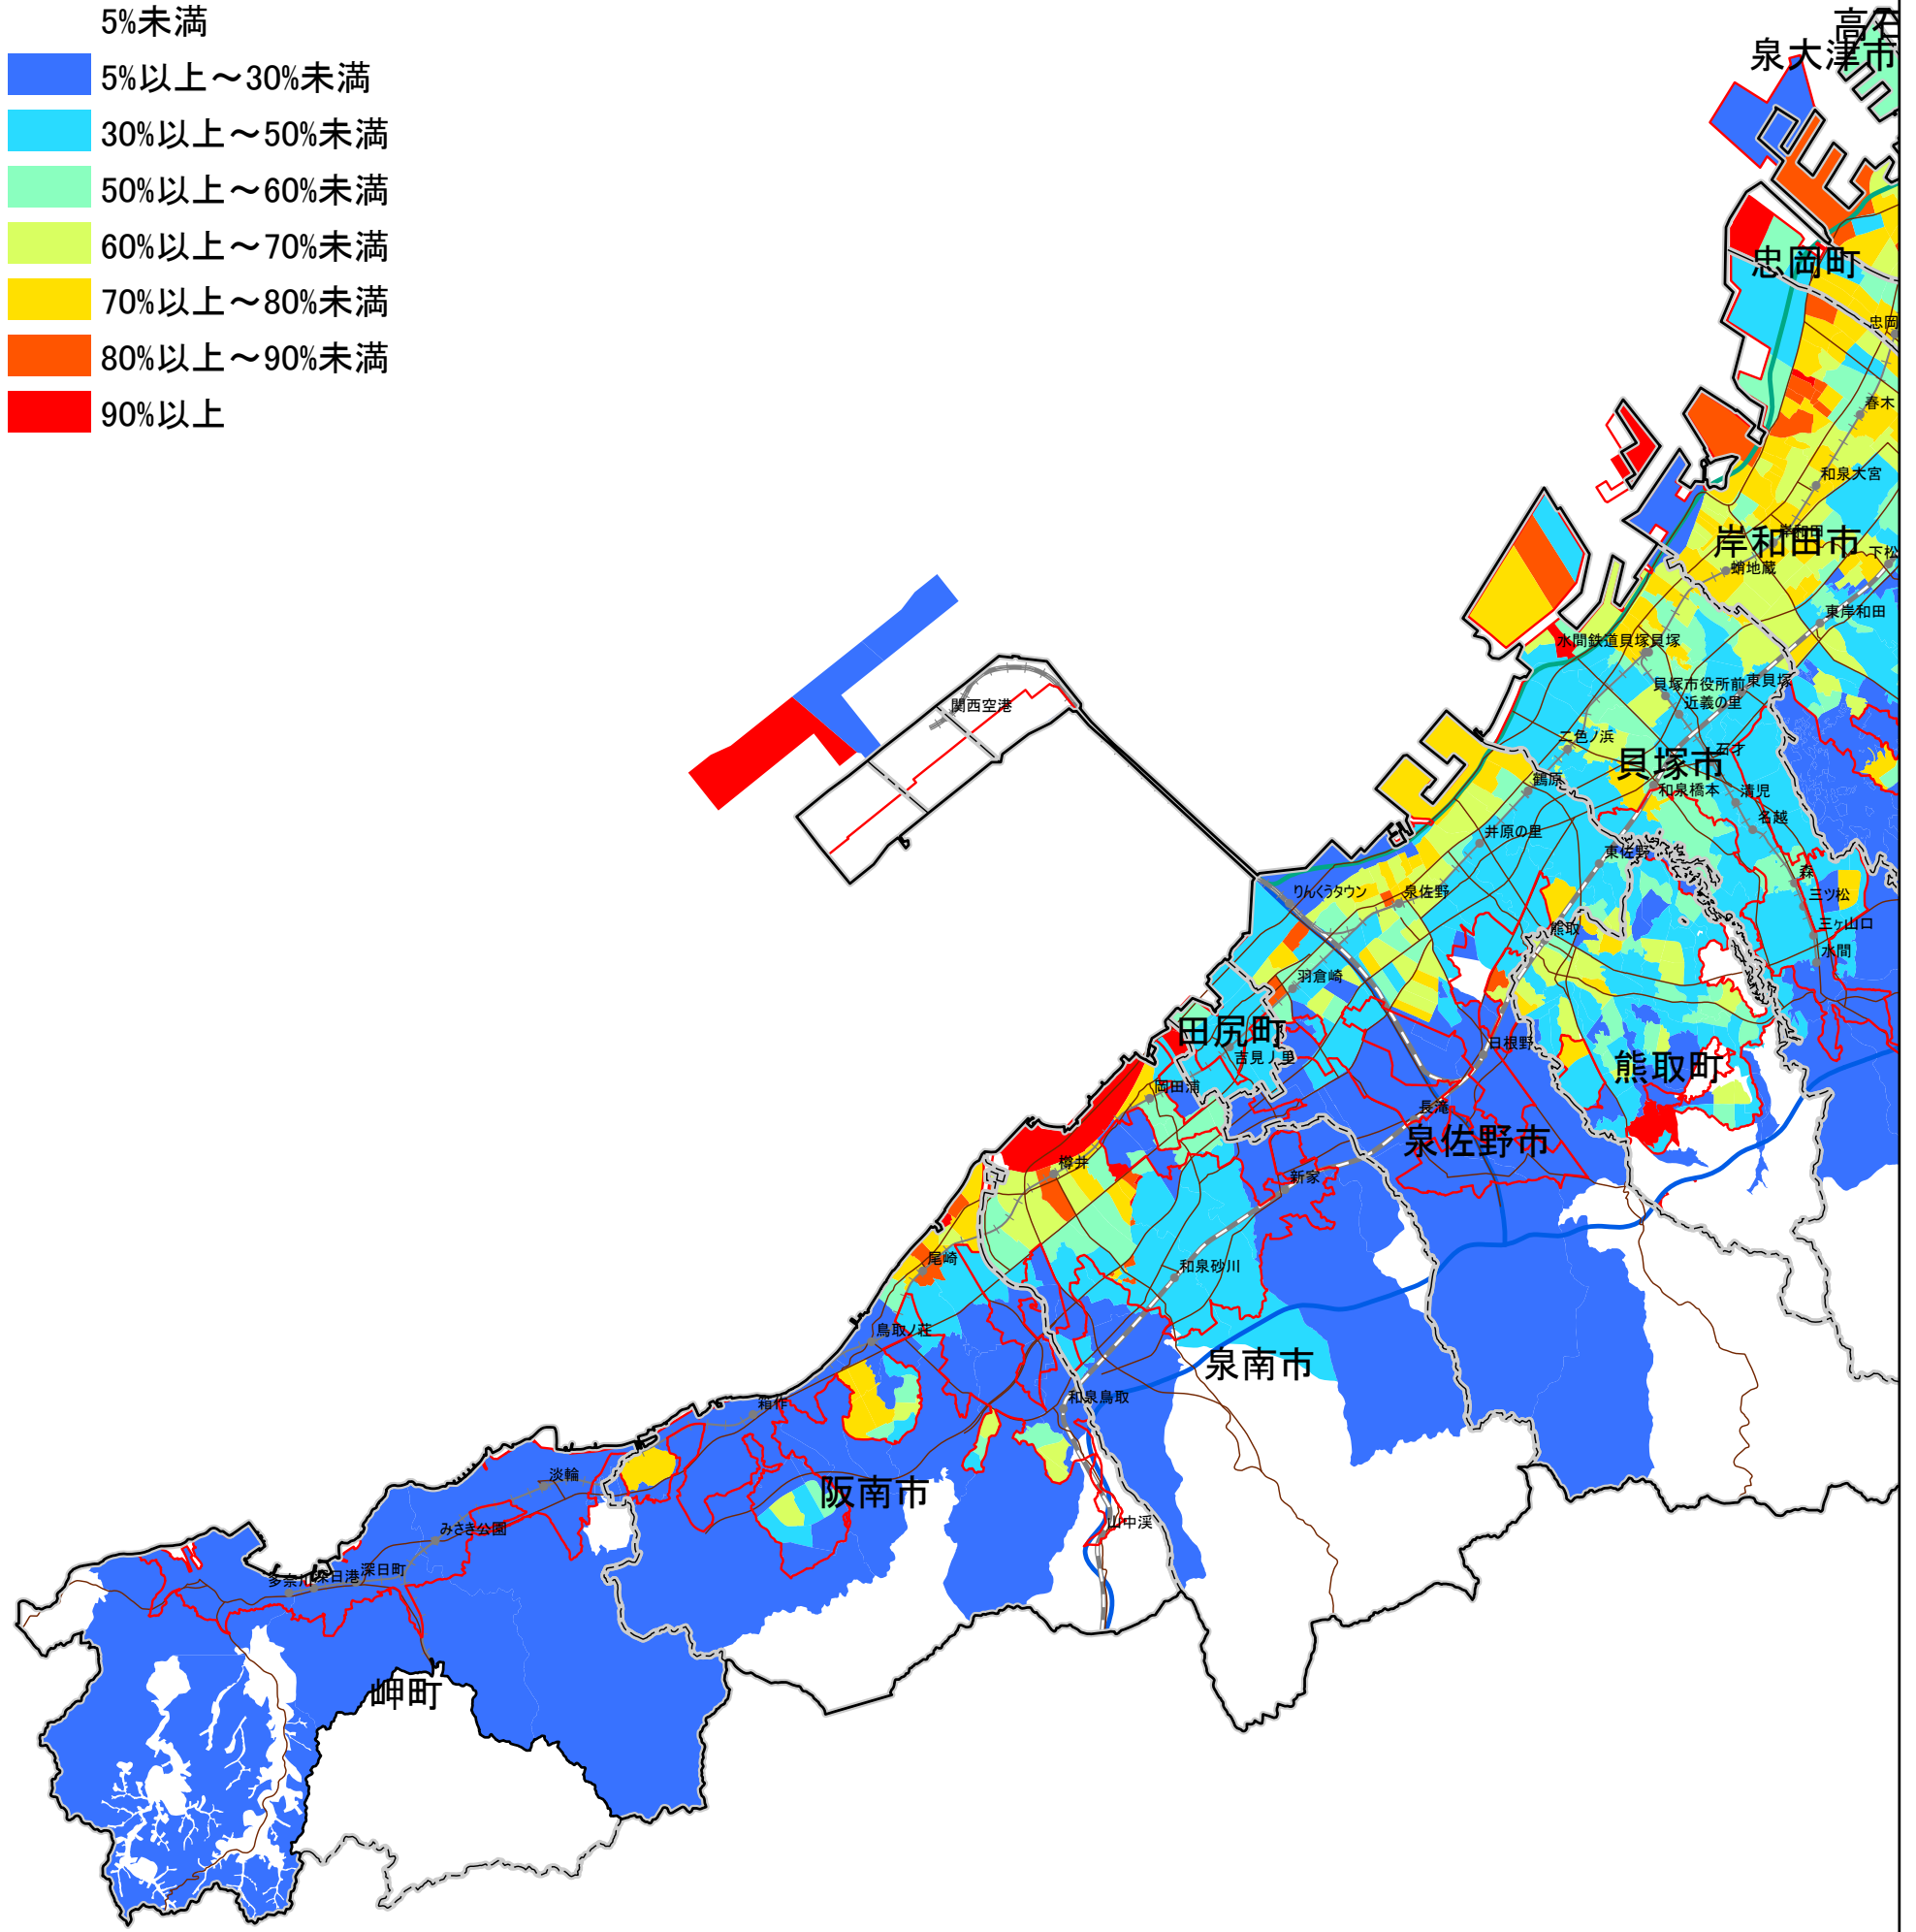 5%未満
5%以上～30%未満
30%以上～50%未満
50%以上～60%未満
60%以上～70%未満
70%以上～80%未満
80%以上～90%未満
90%以上
高石
泉大津市
忠岡町
忠岡
春木
和泉大宮
岸和田
岸和田市
下松
蛸地蔵
東岸和田
水間鉄道貝塚
貝塚
貝塚市役所前
東貝塚
近義の里
関西空港
二色ノ浜
石才
貝塚市
鶴原
和泉橋本
清児
名越
井原の里
東佐野
森
りんくうタウン
泉佐野
三ツ松
三ヶ山口
熊取
水間
羽倉崎
田尻町
日根野
吉見ノ里
熊取町
岡田浦
長滝
泉佐野市
樽井
新家
尾崎
和泉砂川
鳥取ノ荘
泉南市
和泉鳥取
箱作
淡輪
阪南市
みさき公園
山中渓
深日町
深日港
多奈川
岬町